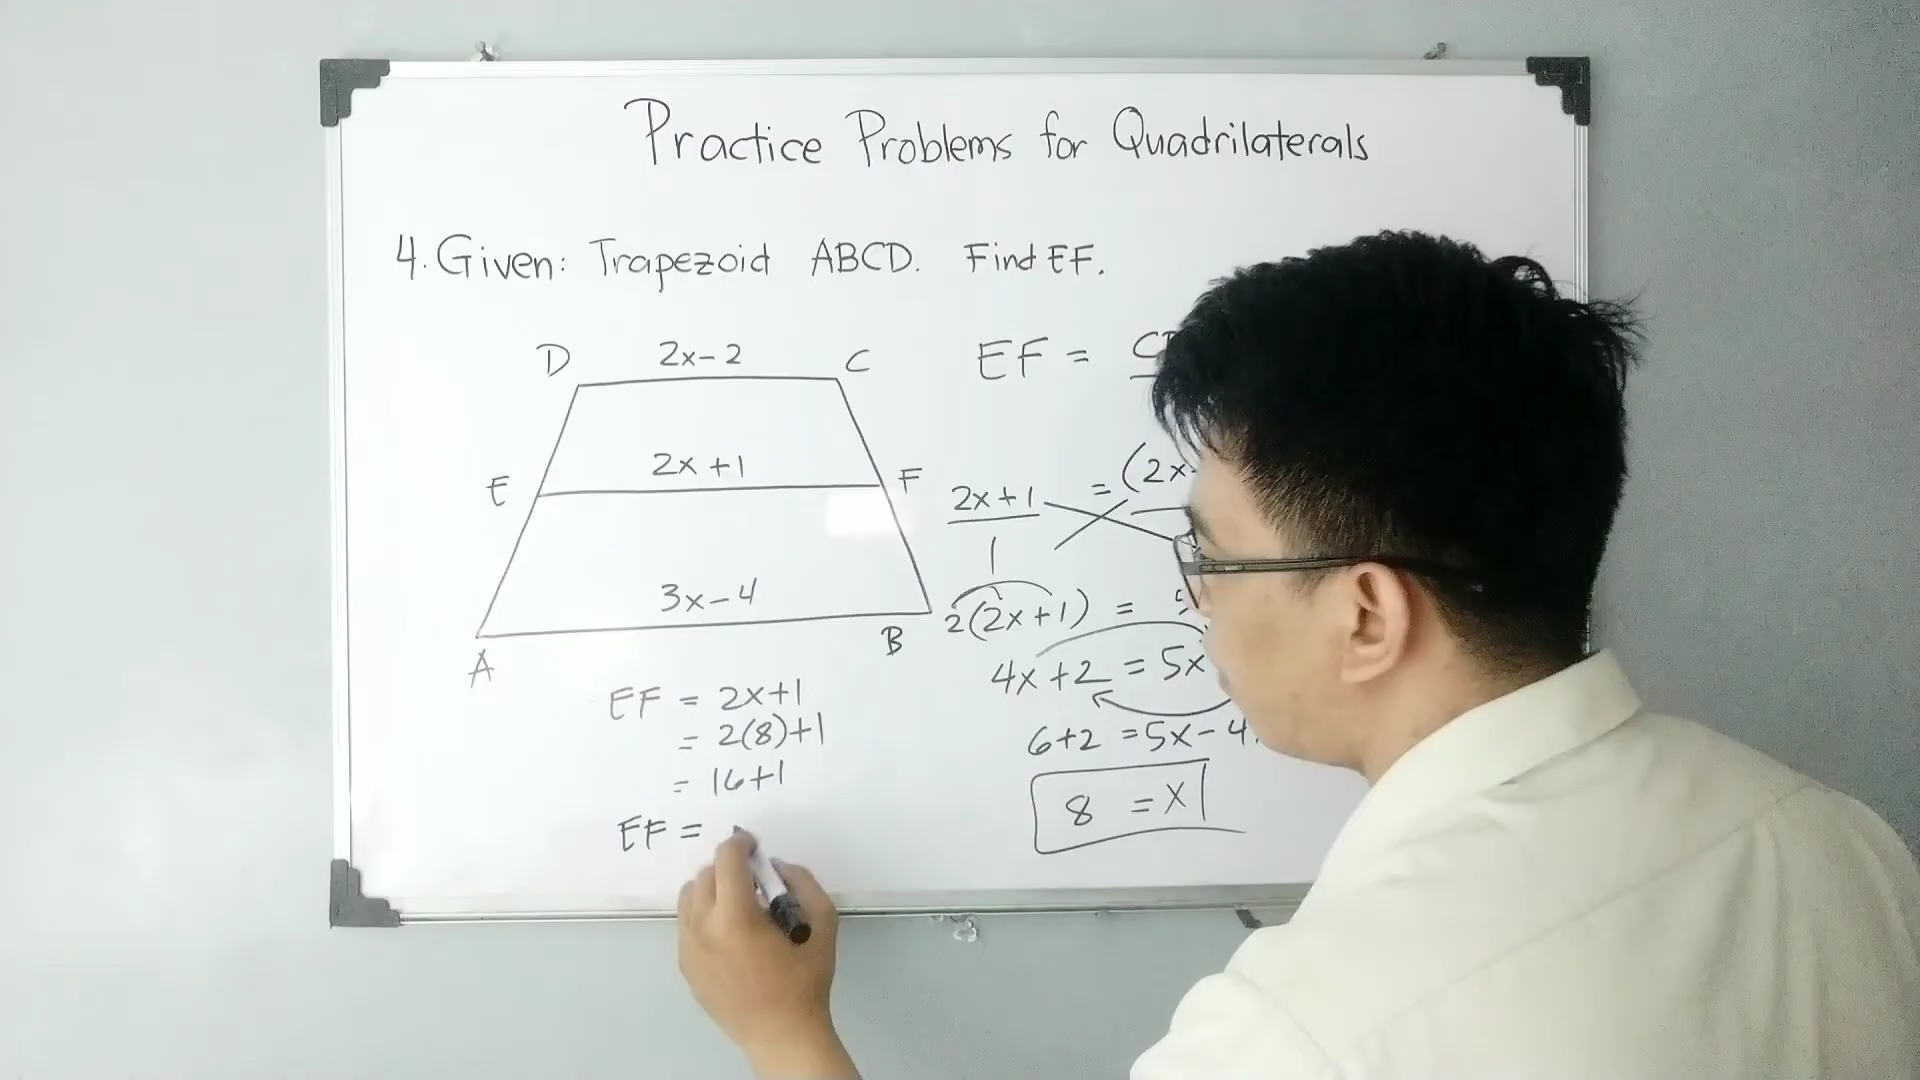 Practice Problems for Quadrilaterals
4. Given: Trapezoid ABCD. Find EF.
D 2x-2 C
E 2x+1 F
3x-4
A B
EF = 2x+1
= 2(8)+1
= 16+1
EF =
EF =
2x+1 = (2x
1
2(2x+1) =
4x+2 = 5x
6+2 = 5x-4
8 = x